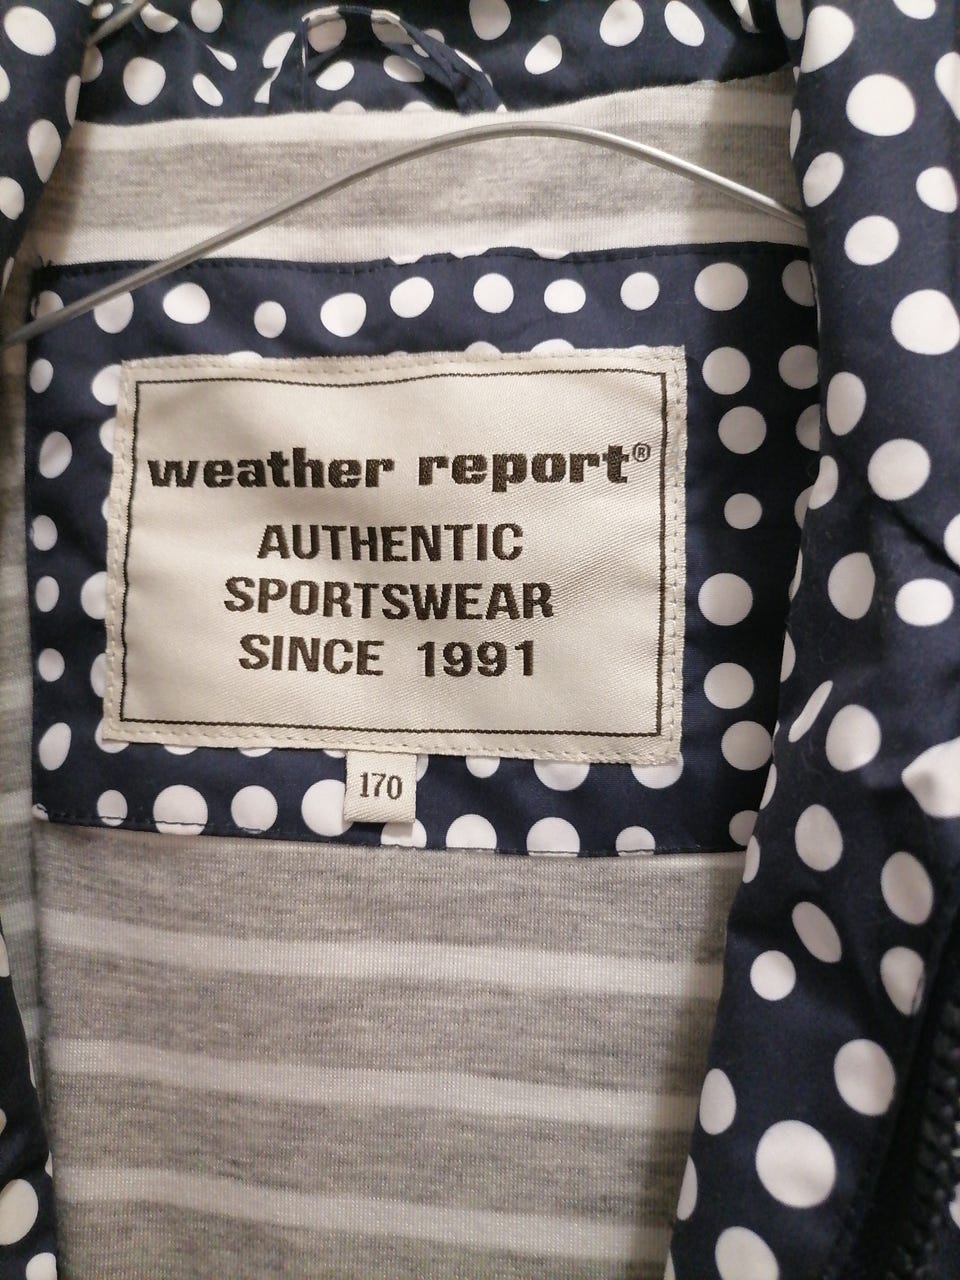 weather report®
AUTHENTIC
SPORTSWEAR
SINCE 1991
170